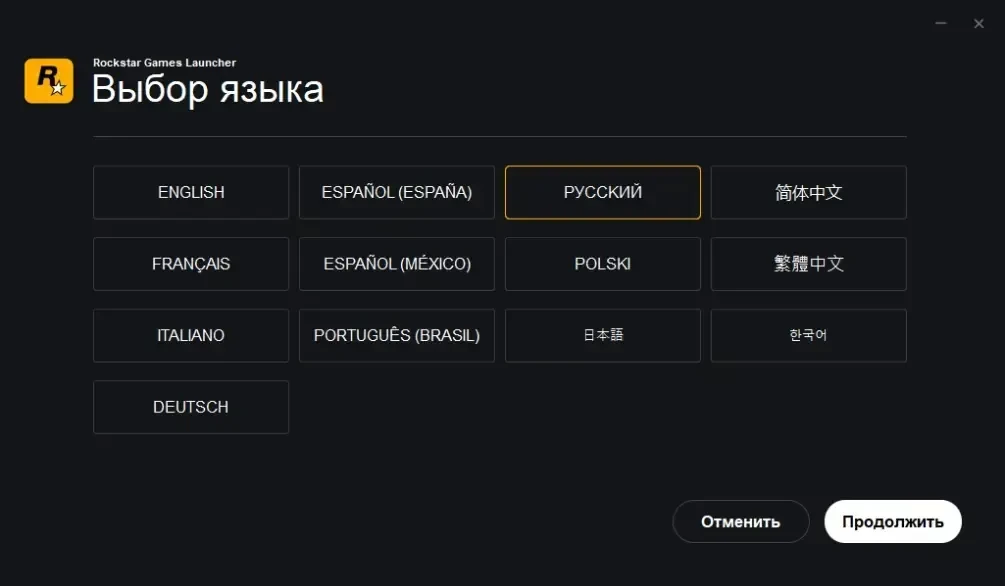 Rockstar Games Launcher
Выбор языка
ENGLISH
ESPAÑOL (ESPAÑA)
РУССКИЙ
简体中文
FRANÇAIS
ESPAÑOL (MÉXICO)
POLSKI
繁體中文
ITALIANO
PORTUGUÊS (BRASIL)
日本語
한국어
DEUTSCH
Отменить
Продолжить